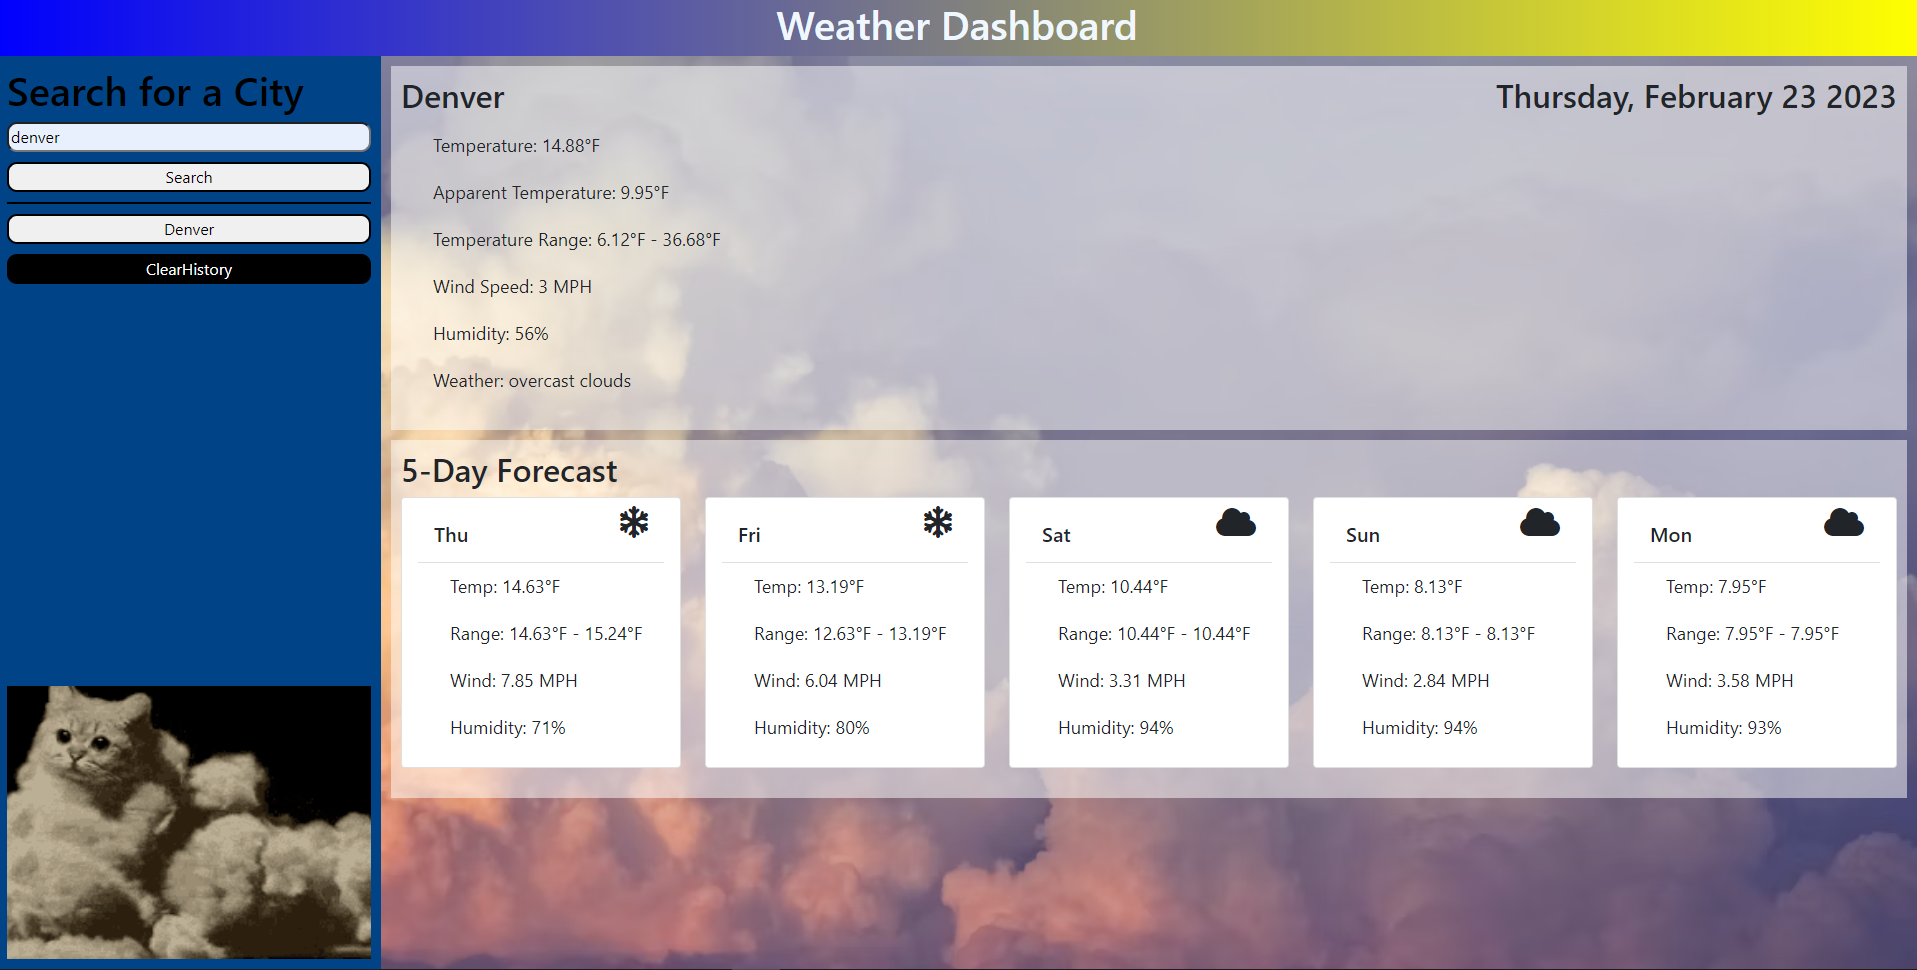 Weather Dashboard
Search for a City
denver
Search
Denver
ClearHistory
Denver
Thursday, February 23 2023
Temperature: 14.88°F
Apparent Temperature: 9.95°F
Temperature Range: 6.12°F - 36.68°F
Wind Speed: 3 MPH
Humidity: 56%
Weather: overcast clouds
5-Day Forecast
Thu
Temp: 14.63°F
Range: 14.63°F - 15.24°F
Wind: 7.85 MPH
Humidity: 71%
Fri
Temp: 13.19°F
Range: 12.63°F - 13.19°F
Wind: 6.04 MPH
Humidity: 80%
Sat
Temp: 10.44°F
Range: 10.44°F - 10.44°F
Wind: 3.31 MPH
Humidity: 94%
Sun
Temp: 8.13°F
Range: 8.13°F - 8.13°F
Wind: 2.84 MPH
Humidity: 94%
Mon
Temp: 7.95°F
Range: 7.95°F - 7.95°F
Wind: 3.58 MPH
Humidity: 93%